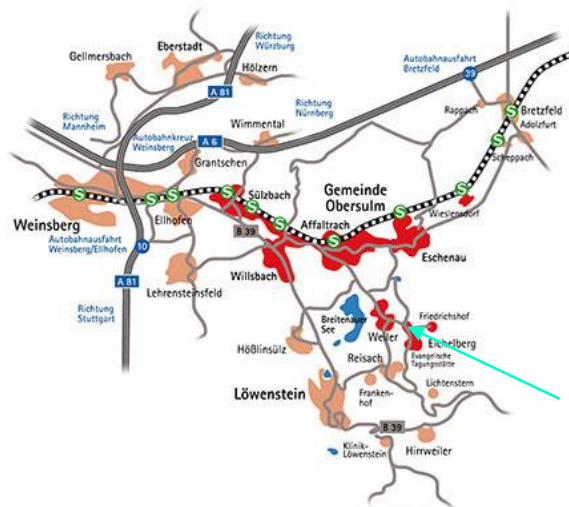 Richtung
Würzburg
Eberstadt
Gellmersbach
Hölzern
A 81
Autobahnausfahrt
Bretzfeld
39
Richtung
Mannheim
Richtung
Nürnberg
Autobahnkreuz
Weinsberg
A 6
Wimmental
Grantschen
Rappach
Bretzfeld
Adolzfurt
Scheppach
S
S
S
S
S
S
S
S
S
S
S
Sülzbach
Gemeinde
Obersulm
Wieslensdorf
Weinsberg
Ellhofen
Affaltrach
B 39
Autobahnausfahrt
Weinsberg/Ellhofen
10
Eschenau
Willsbach
A 81
Lehrensteinsfeld
Richtung
Stuttgart
Breitenauer
See
Friedrichshof
Weiler
Eichelberg
Hößlinsülz
Evangelische
Tagungsstätte
Reisach
Löwenstein
Lichtenstern
Franken-
hof
B 39
Klinik-
Löwenstein
Hirrweiler